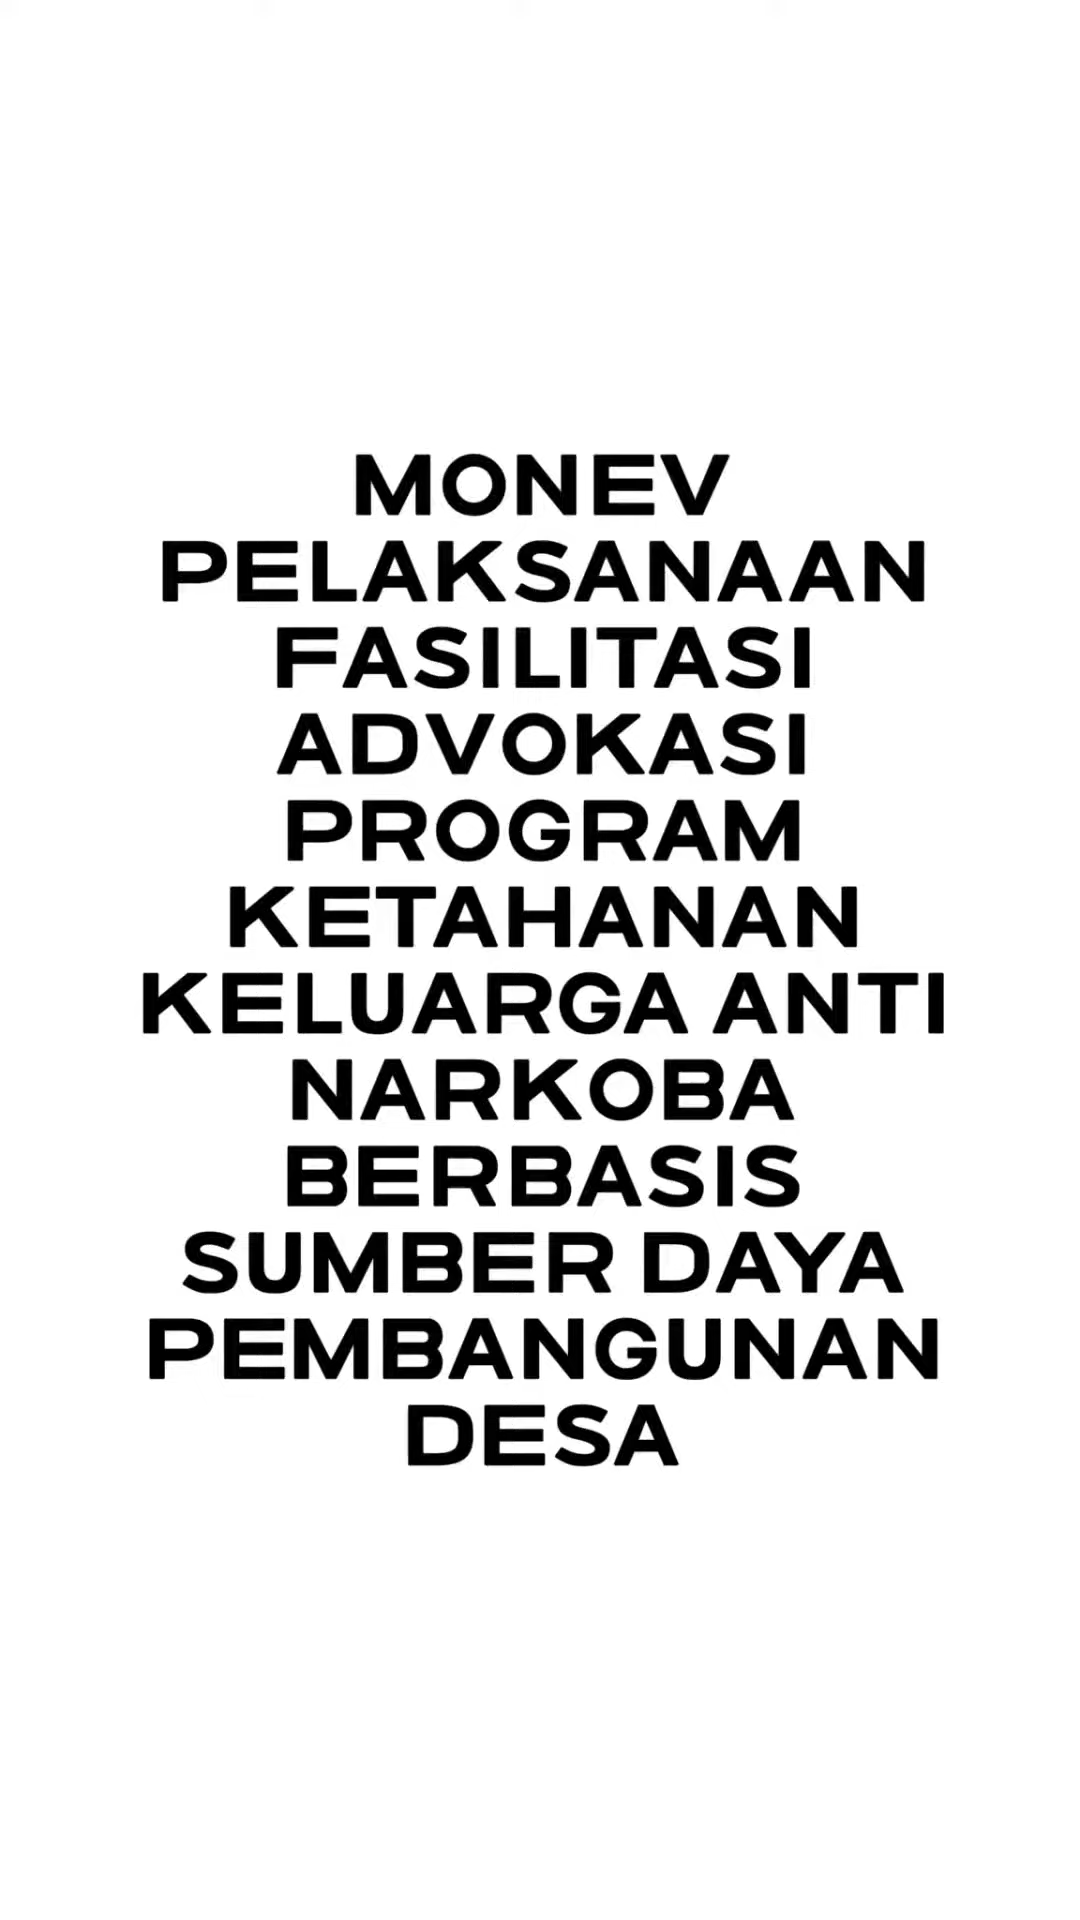 MONEV
PELAKSANAAN
FASILITASI
ADVOKASI
PROGRAM
KETAHANAN
KELUARGA ANTI
NARKOBA
BERBASIS
SUMBER DAYA
PEMBANGUNAN
DESA